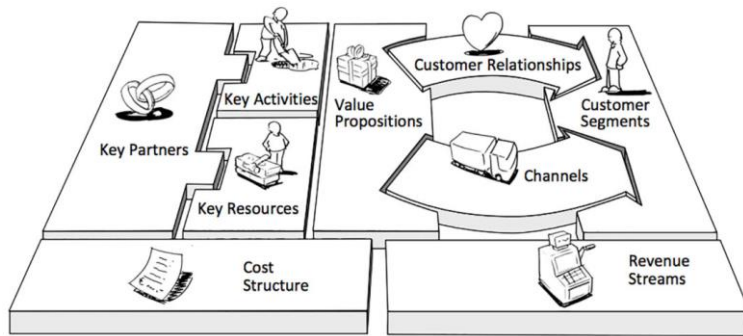 Key Partners
Key Activities
Key Resources
Value
Propositions
Customer Relationships
Channels
Customer
Segments
Cost
Structure
Revenue
Streams